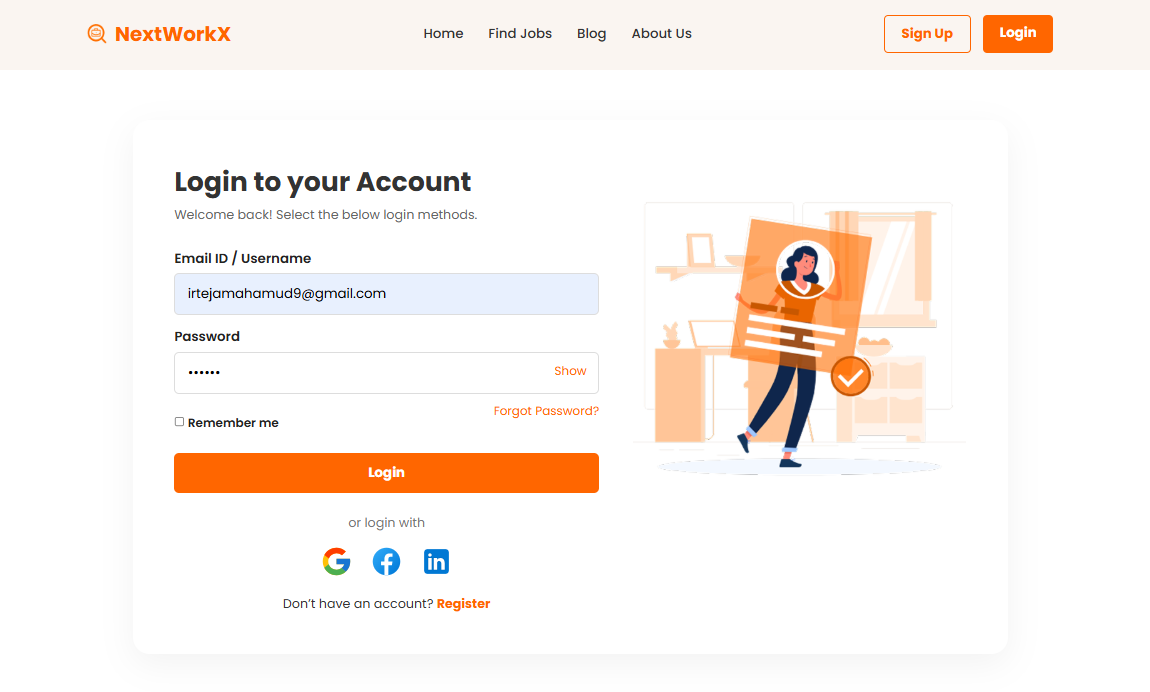 NextWorkX
Home Find Jobs Blog About Us
Sign Up Login
Login to your Account
Welcome back! Select the below login methods.
Email ID / Username
irtejamahamud9@gmail.com
Password
•••••• Show
Forgot Password?
Remember me
Login
or login with
Don’t have an account? Register